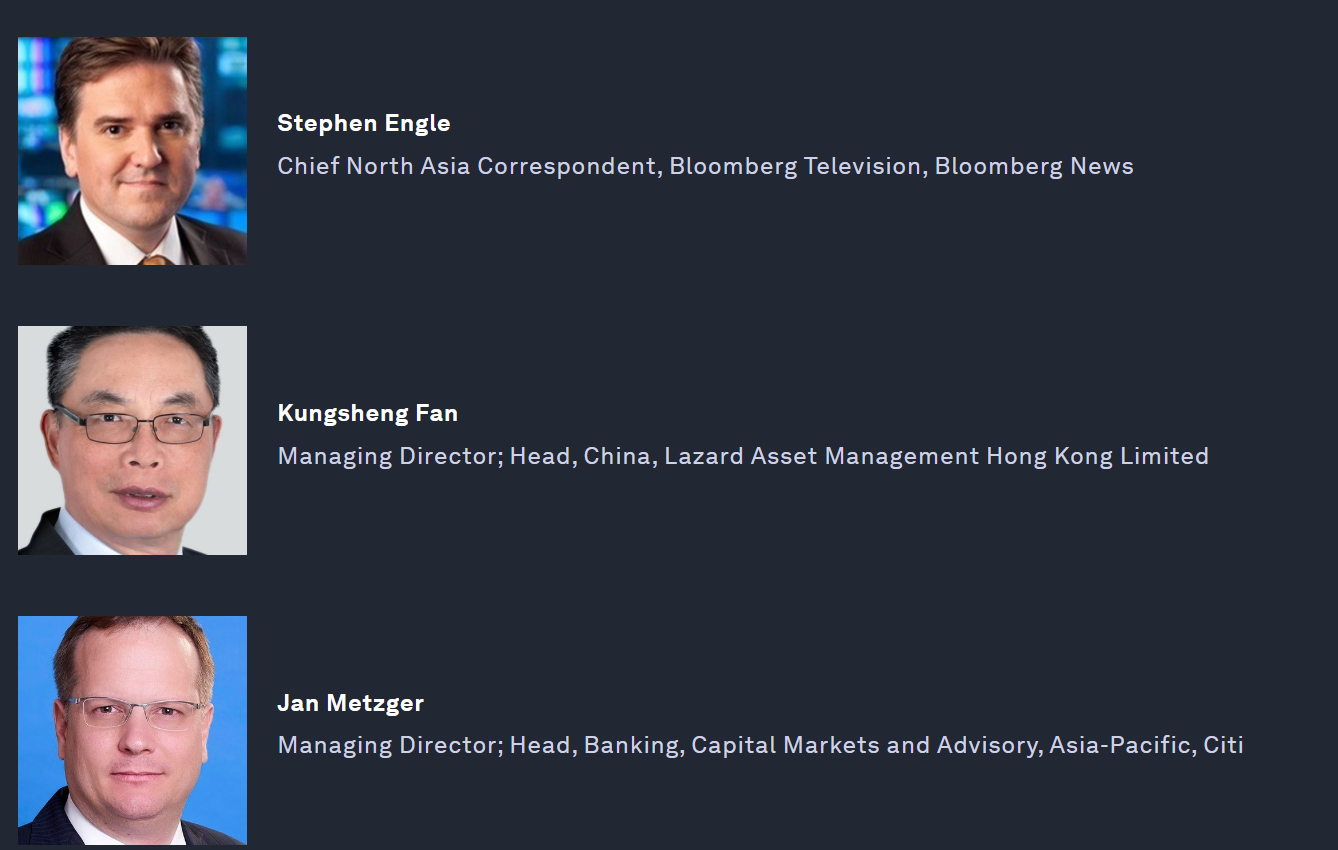 Stephen Engle
Chief North Asia Correspondent, Bloomberg Television, Bloomberg News
Kungsheng Fan
Managing Director; Head, China, Lazard Asset Management Hong Kong Limited
Jan Metzger
Managing Director; Head, Banking, Capital Markets and Advisory, Asia-Pacific, Citi